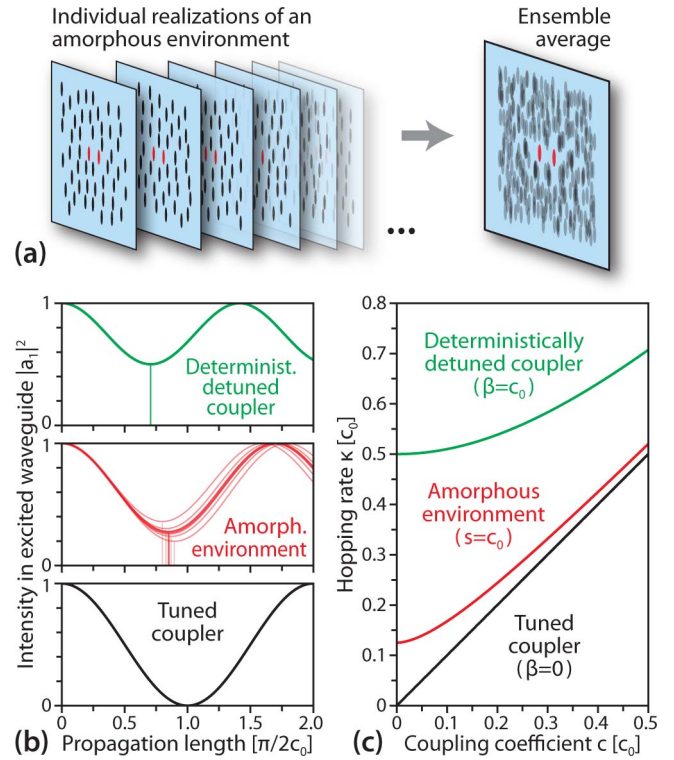 Individual realizations of an
amorphous environment
Ensemble
average
...
(a)
Intensity in excited waveguide |a₁|²
1
0
Determinist.
detuned
coupler
1
0
Amorph.
environment
1
0
Tuned
coupler
0 0.5 1.0 1.5 2.0
(b) Propagation length [π/2c₀]
Hopping rate κ [c₀]
0.8
0.7
0.6
0.5
0.4
0.3
0.2
0.1
0
Deterministically
detuned coupler
(β=c₀)
Amorphous
environment
(s=c₀)
Tuned
coupler
(β=0)
0 0.1 0.2 0.3 0.4 0.5
(c) Coupling coefficient c [c₀]